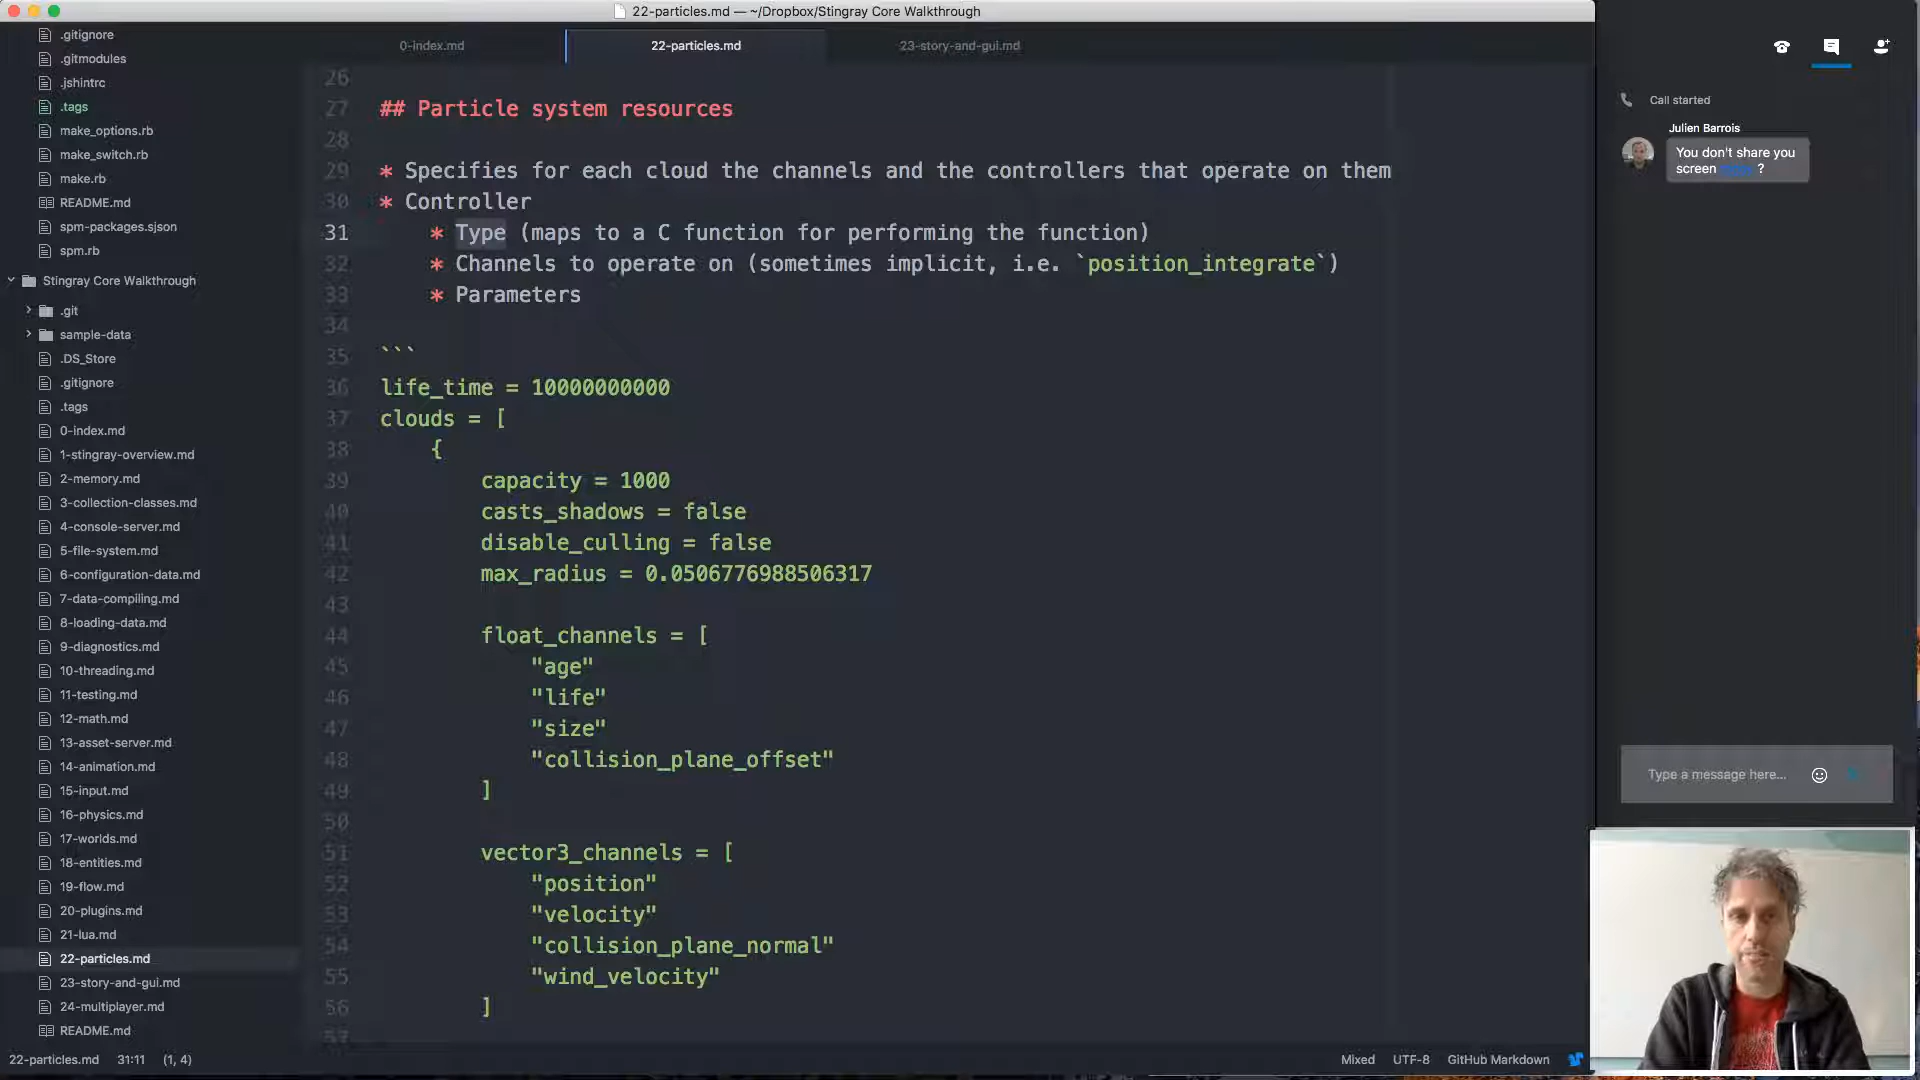 22-particles.md — ~/Dropbox/Stingray Core Walkthrough
.gitignore
.gitmodules
.jshintrc
.tags
make_options.rb
make_switch.rb
make.rb
README.md
spm-packages.sjson
spm.rb
Stingray Core Walkthrough
.git
sample-data
.DS_Store
.gitignore
.tags
0-index.md
1-stingray-overview.md
2-memory.md
3-collection-classes.md
4-console-server.md
5-file-system.md
6-configuration-data.md
7-data-compiling.md
8-loading-data.md
9-diagnostics.md
10-threading.md
11-testing.md
12-math.md
13-asset-server.md
14-animation.md
15-input.md
16-physics.md
17-worlds.md
18-entities.md
19-flow.md
20-plugins.md
21-lua.md
22-particles.md
23-story-and-gui.md
24-multiplayer.md
README.md
0-index.md
22-particles.md
23-story-and-gui.md
26
27 ## Particle system resources
28
29 * Specifies for each cloud the channels and the controllers that operate on them
30 * Controller
31 * Type (maps to a C function for performing the function)
32 * Channels to operate on (sometimes implicit, i.e. `position_integrate`)
33 * Parameters
34
35 ```
36 life_time = 10000000000
37 clouds = [
38 {
39 capacity = 1000
40 casts_shadows = false
41 disable_culling = false
42 max_radius = 0.0506776988506317
43
44 float_channels = [
45 "age"
46 "life"
47 "size"
48 "collision_plane_offset"
49 ]
50
51 vector3_channels = [
52 "position"
53 "velocity"
54 "collision_plane_normal"
55 "wind_velocity"
56 ]
57
22-particles.md 31:11 (1, 4)
Mixed UTF-8 GitHub Markdown
Call started
Julien Barrois
You don't share you
screen ?
Type a message here...